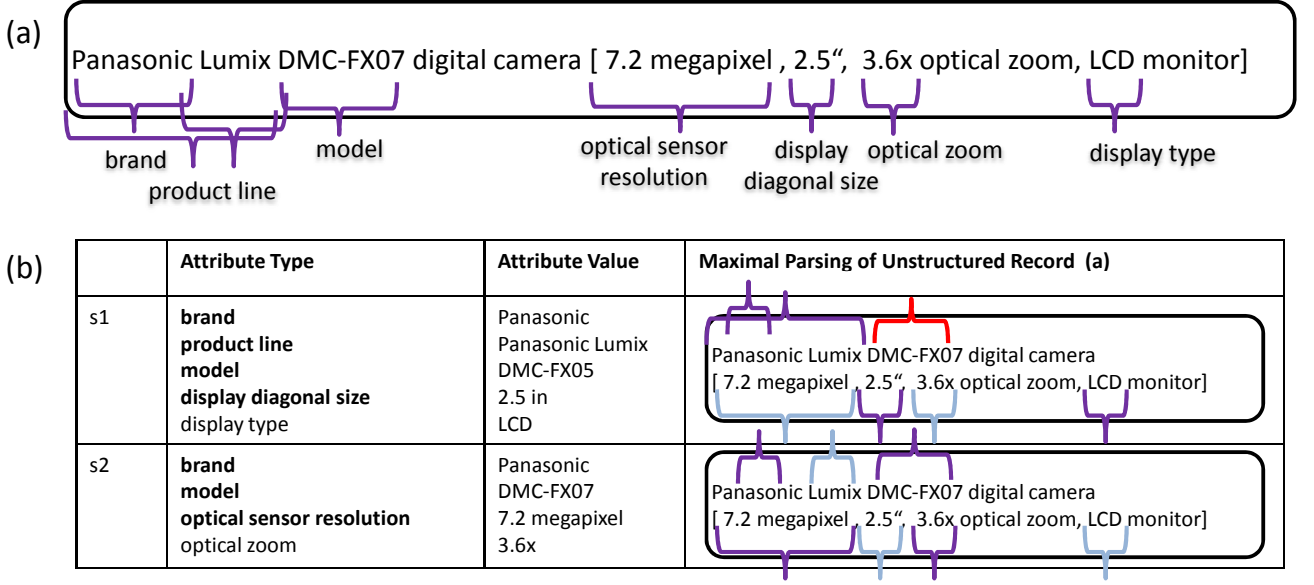 (a)
Panasonic Lumix DMC-FX07 digital camera [ 7.2 megapixel , 2.5“, 3.6x optical zoom, LCD monitor]
brand
product line
model
optical sensor
resolution
display
diagonal size
optical zoom
display type
(b)
Attribute Type Attribute Value Maximal Parsing of Unstructured Record (a)
s1
brand Panasonic
product line Panasonic Lumix
model DMC-FX05
display diagonal size 2.5 in
display type LCD
Panasonic Lumix DMC-FX07 digital camera
[ 7.2 megapixel , 2.5“, 3.6x optical zoom, LCD monitor]
s2
brand Panasonic
model DMC-FX07
optical sensor resolution 7.2 megapixel
optical zoom 3.6x
Panasonic Lumix DMC-FX07 digital camera
[ 7.2 megapixel , 2.5“, 3.6x optical zoom, LCD monitor]